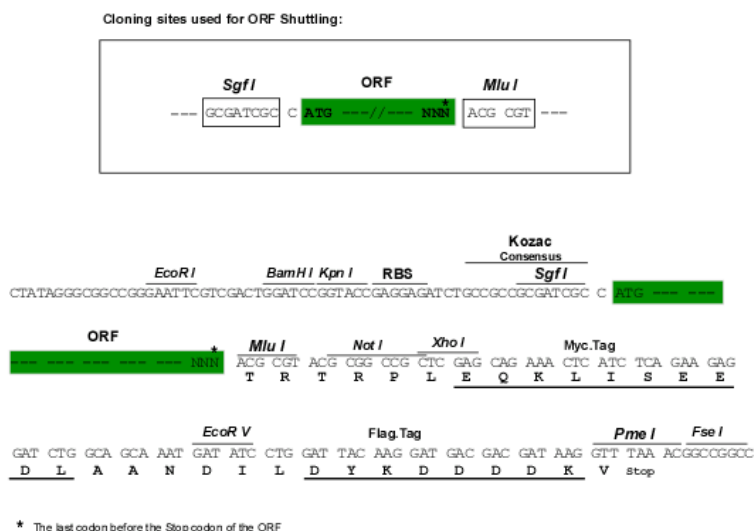 Cloning sites used for ORF Shuttling:
Sgf I ORF Mlu I
--- GCGATCGC C ATG ---//--- NNN* ACG CGT ---
Kozac
Consensus
EcoR I BamH I Kpn I RBS Sgf I
CTATAGGGCGGCCGGGAATTCGTCGACTGGATCCGGTACCGAGGAGATCTGCCGCCGCGATCGC C ATG --- ---
ORF
Mlu I Not I Xho I Myc.Tag
--- --- --- --- --- --- NNN* ACG CGT ACG CGG CCG CTC GAG CAG AAA CTC ATC TCA GAA GAG
T R T R P L E Q K L I S E E
EcoR V Flag.Tag Pme I Fse I
GAT CTG GCA GCA AAT GAT ATC CTG GAT TAC AAG GAT GAC GAC GATAAG GTT TAA ACGGCCGGCC
D L A A N D I L D Y K D D D D K V Stop
* The last codon before the Stop codon of the ORF